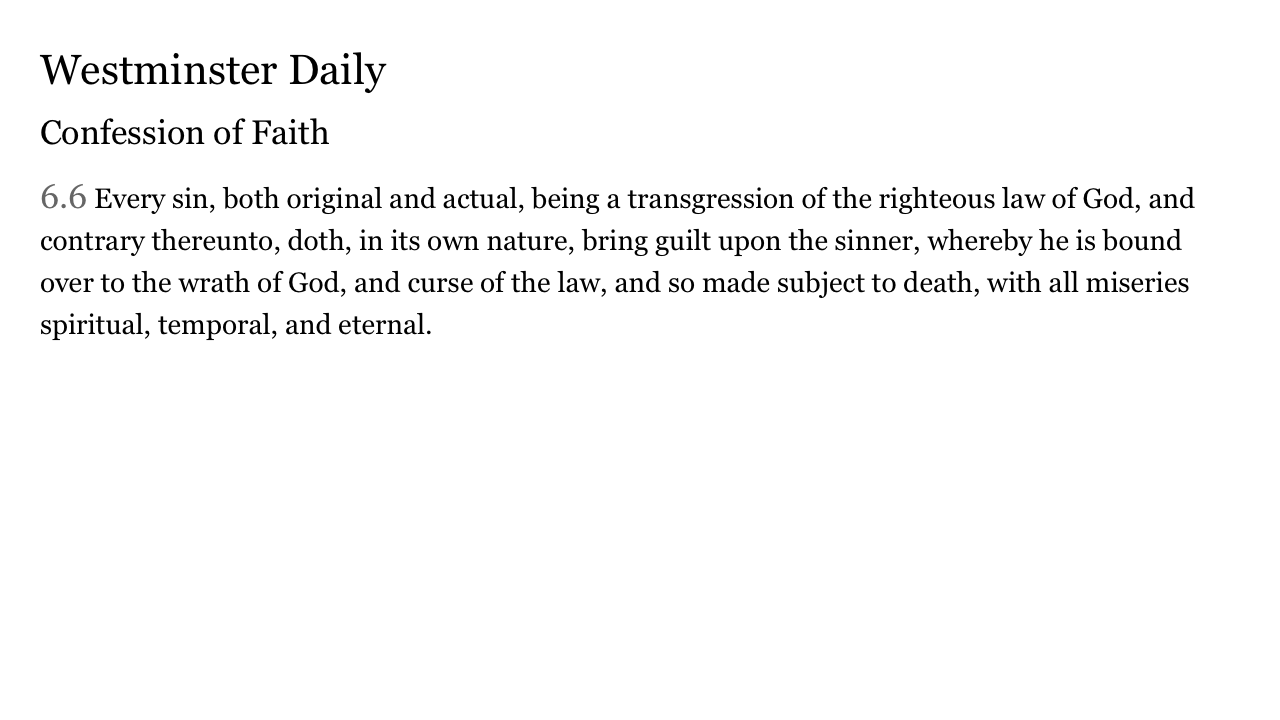 Westminster Daily
Confession of Faith
6.6 Every sin, both original and actual, being a transgression of the righteous law of God, and
contrary thereunto, doth, in its own nature, bring guilt upon the sinner, whereby he is bound
over to the wrath of God, and curse of the law, and so made subject to death, with all miseries
spiritual, temporal, and eternal.